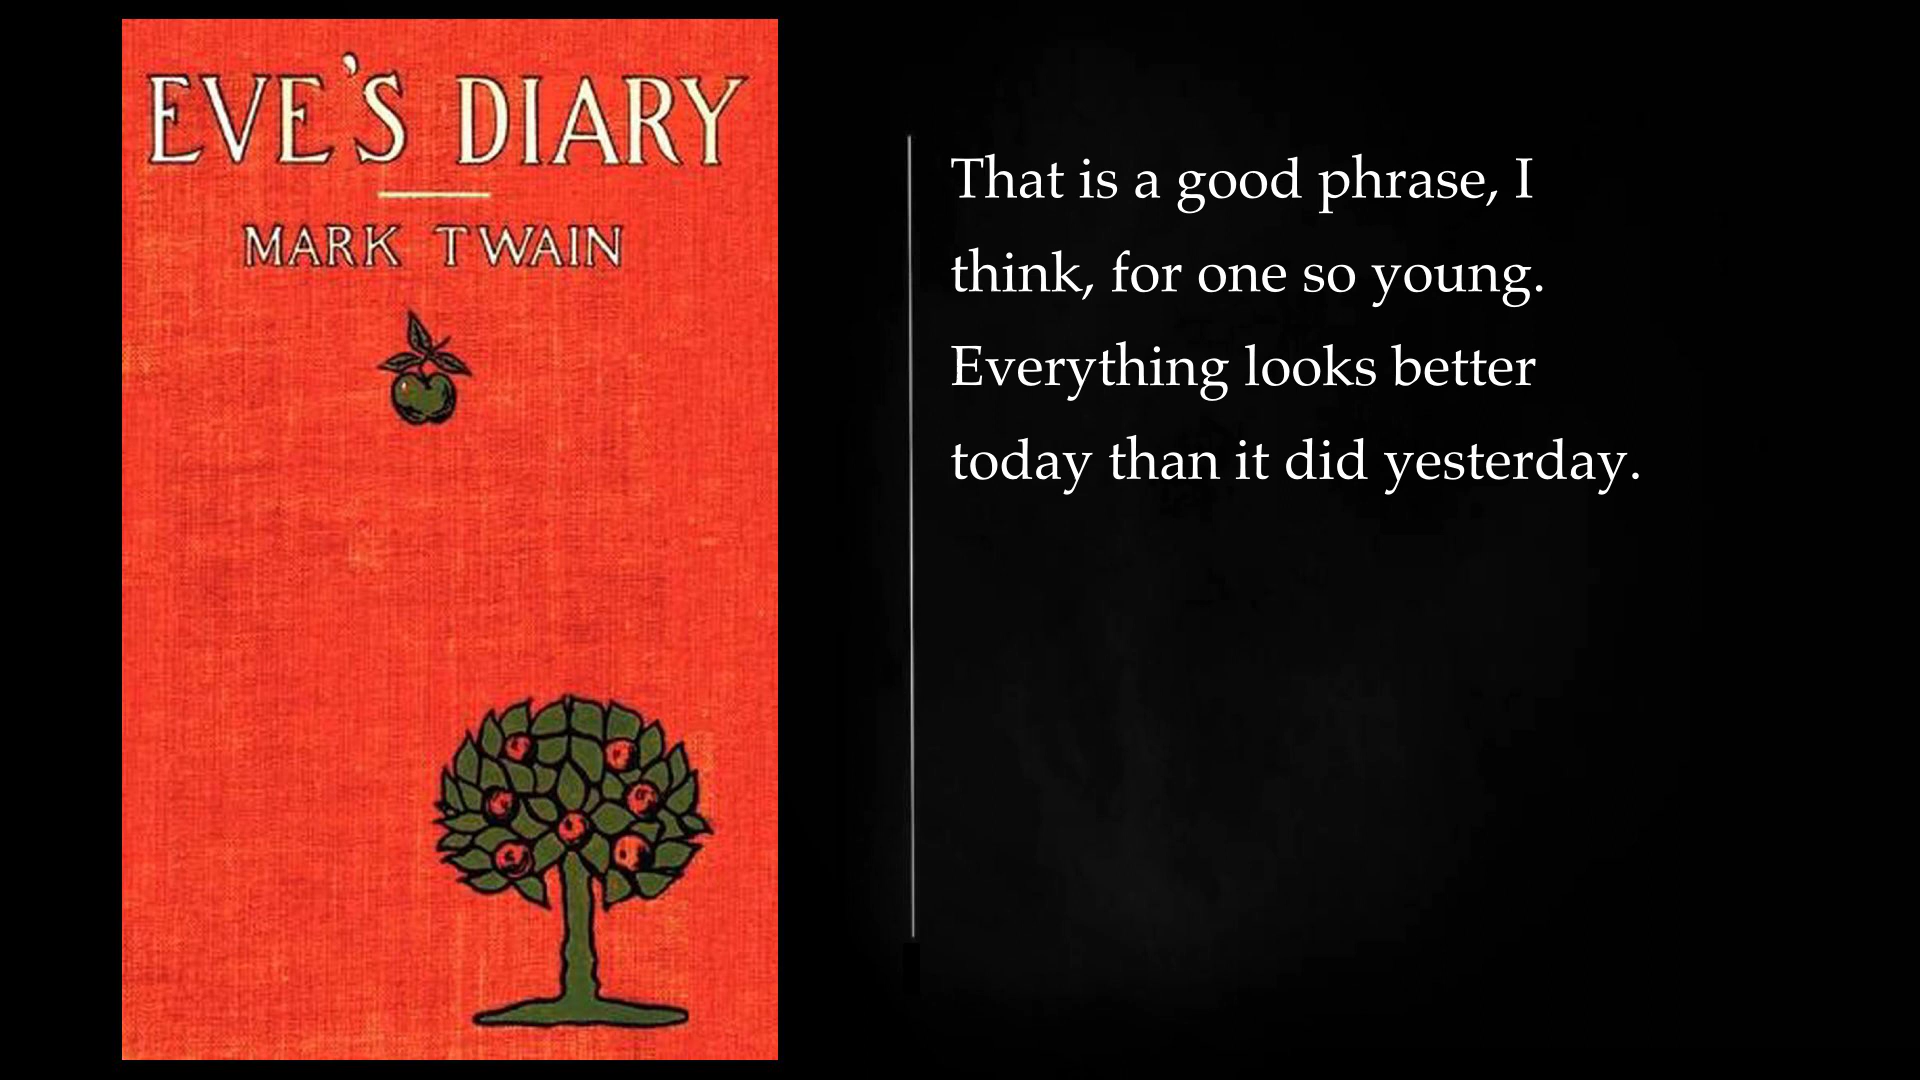 EVE'S DIARY
MARK TWAIN
That is a good phrase, I
think, for one so young.
Everything looks better
today than it did yesterday.